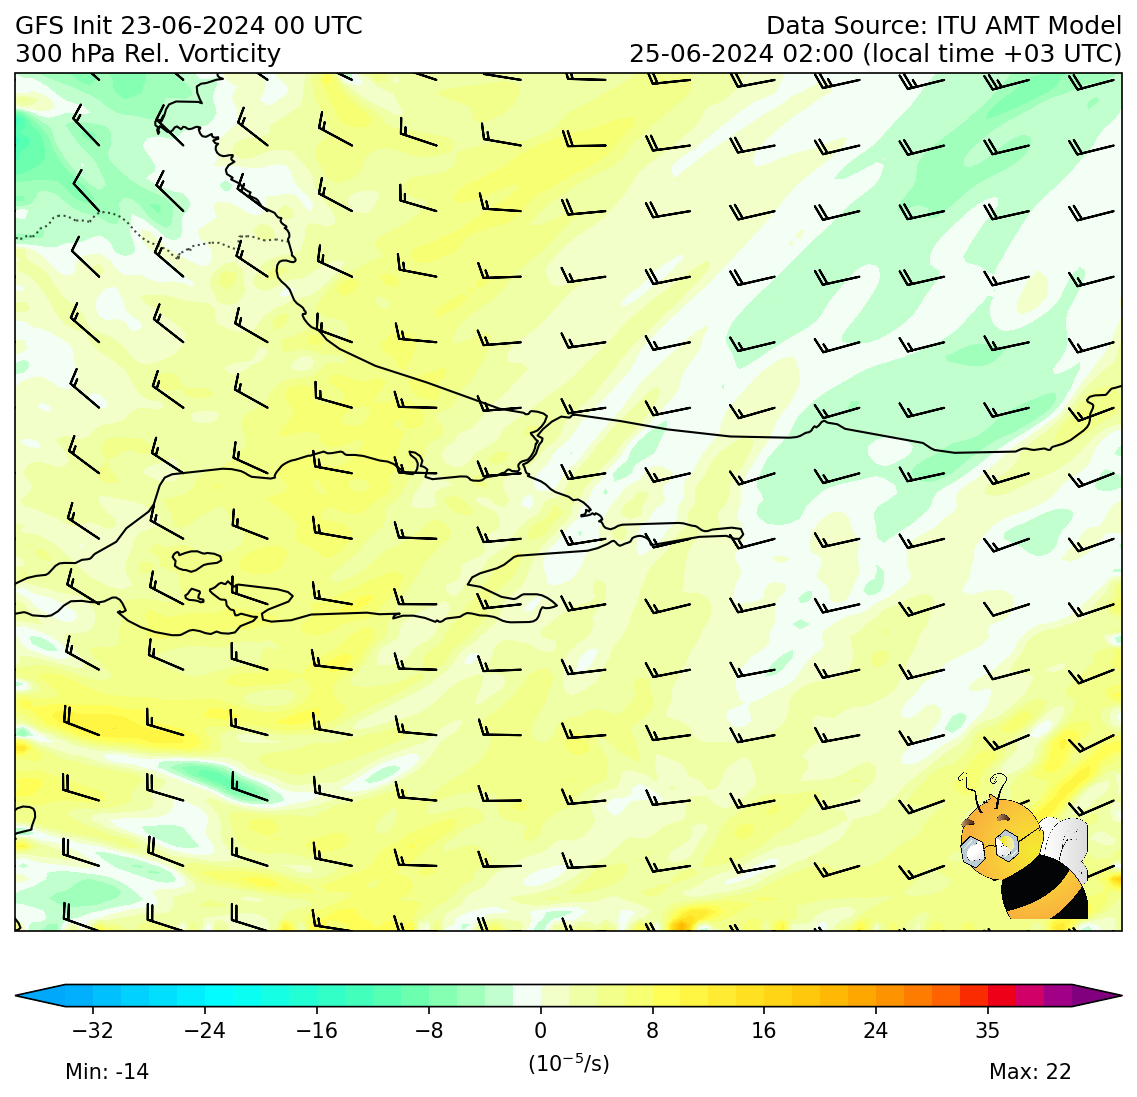 GFS Init 23-06-2024 00 UTC
Data Source: ITU AMT Model
300 hPa Rel. Vorticity
25-06-2024 02:00 (local time +03 UTC)
−32 −24 −16 −8 0 8 16 24 35
(10⁻⁵/s)
Min: -14
Max: 22